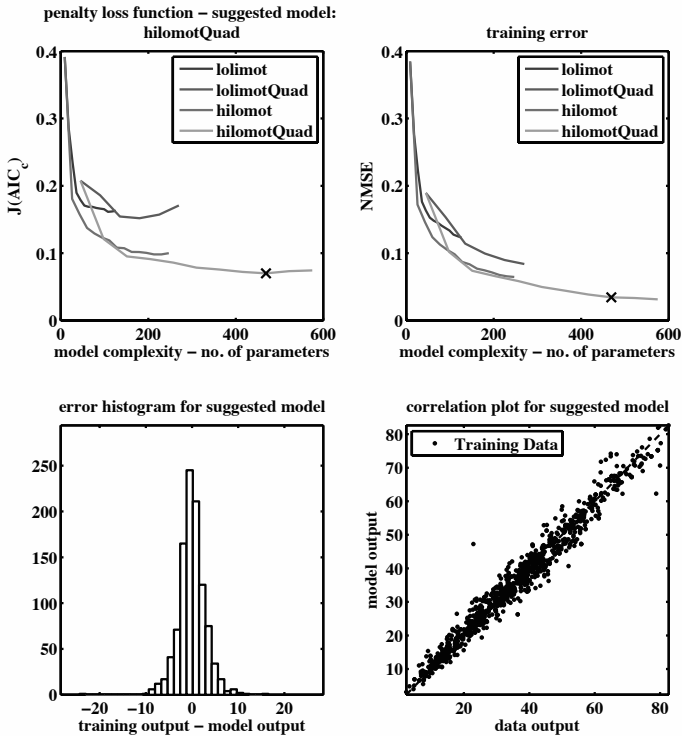 penalty loss function – suggested model:
hilomotQuad
0.4
0.3
0.2
0.1
0
J(AICc)
lolimot
lolimotQuad
hilomot
hilomotQuad
0 200 400 600
model complexity – no. of parameters
training error
0.4
0.3
0.2
0.1
0
NMSE
lolimot
lolimotQuad
hilomot
hilomotQuad
0 200 400 600
model complexity – no. of parameters
error histogram for suggested model
250
200
150
100
50
0
−20 −10 0 10 20
training output – model output
correlation plot for suggested model
80
70
60
50
40
30
20
10
model output
Training Data
20 40 60 80
data output